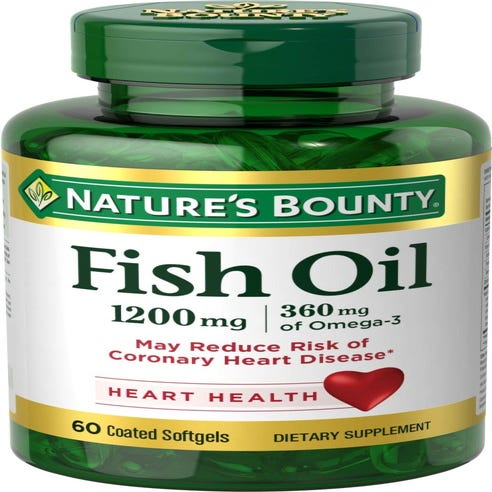 NATURE'S BOUNTY
NATURE'S BOUNTY®
Fish Oil
1200 mg | 360 mg
of Omega-3
May Reduce Risk of
Coronary Heart Disease*
HEART HEALTH
60 Coated Softgels
DIETARY SUPPLEMENT